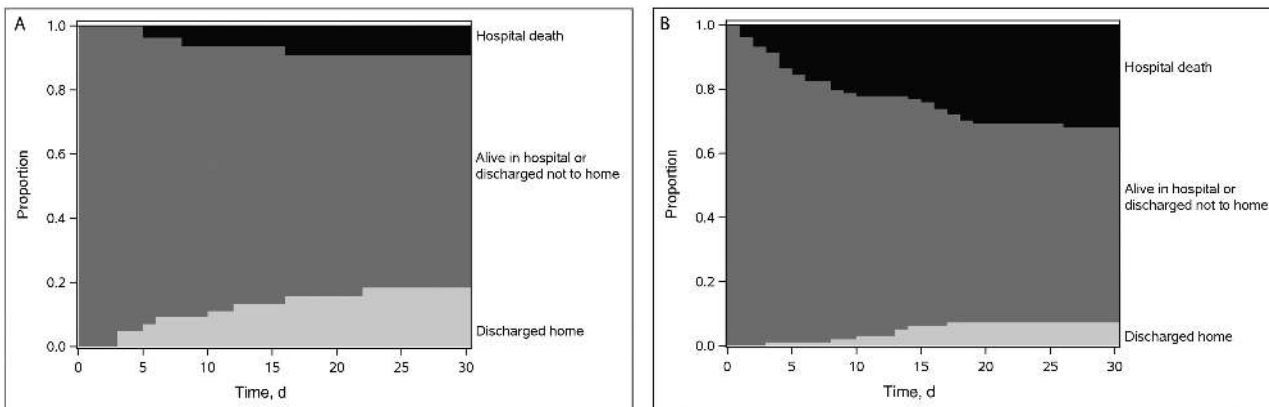 A
1.0
0.8
0.6
0.4
0.2
0.0
Proportion
0 5 10 15 20 25 30
Time, d
Hospital death
Alive in hospital or
discharged not to home
Discharged home
B
1.0
0.8
0.6
0.4
0.2
0.0
Proportion
0 5 10 15 20 25 30
Time, d
Hospital death
Alive in hospital or
discharged not to home
Discharged home